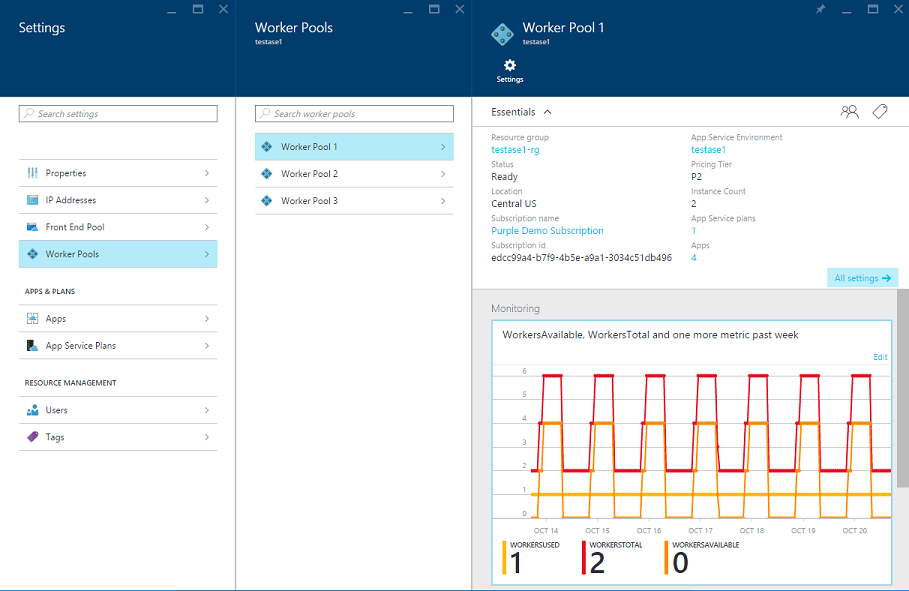 Settings
Search settings
Properties
IP Addresses
Front End Pool
Worker Pools
APPS & PLANS
Apps
App Service Plans
RESOURCE MANAGEMENT
Users
Tags
Worker Pools
testase1
Search worker pools
Worker Pool 1
Worker Pool 2
Worker Pool 3
Worker Pool 1
testase1
Settings
Essentials
Resource group
testase1-rg
Status
Ready
Location
Central US
Subscription name
Purple Demo Subscription
Subscription id
edcc99a4-b7f9-4b5e-a9a1-3034c51db496
App Service Environment
testase1
Pricing Tier
P2
Instance Count
2
App Service plans
1
Apps
4
All settings
Monitoring
WorkersAvailable, WorkersTotal and one more metric past week
Edit
6
5
4
3
2
1
0
OCT 14 OCT 15 OCT 16 OCT 17 OCT 18 OCT 19 OCT 20
WORKERSUSED
1
WORKERSTOTAL
2
WORKERSAVAILABLE
0